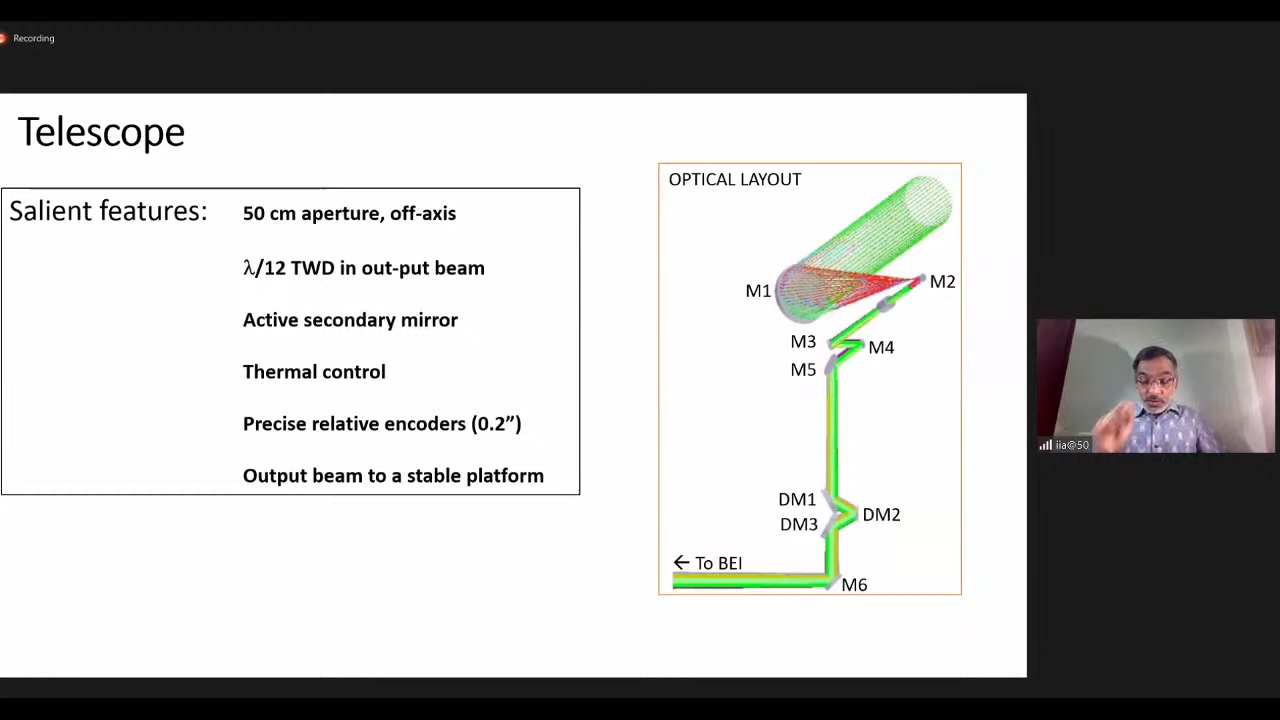 Recording
Telescope
Salient features:
50 cm aperture, off-axis
λ/12 TWD in out-put beam
Active secondary mirror
Thermal control
Precise relative encoders (0.2”)
Output beam to a stable platform
OPTICAL LAYOUT
M1
M2
M3
M4
M5
DM1
DM2
DM3
← To BEI
M6
iia@50